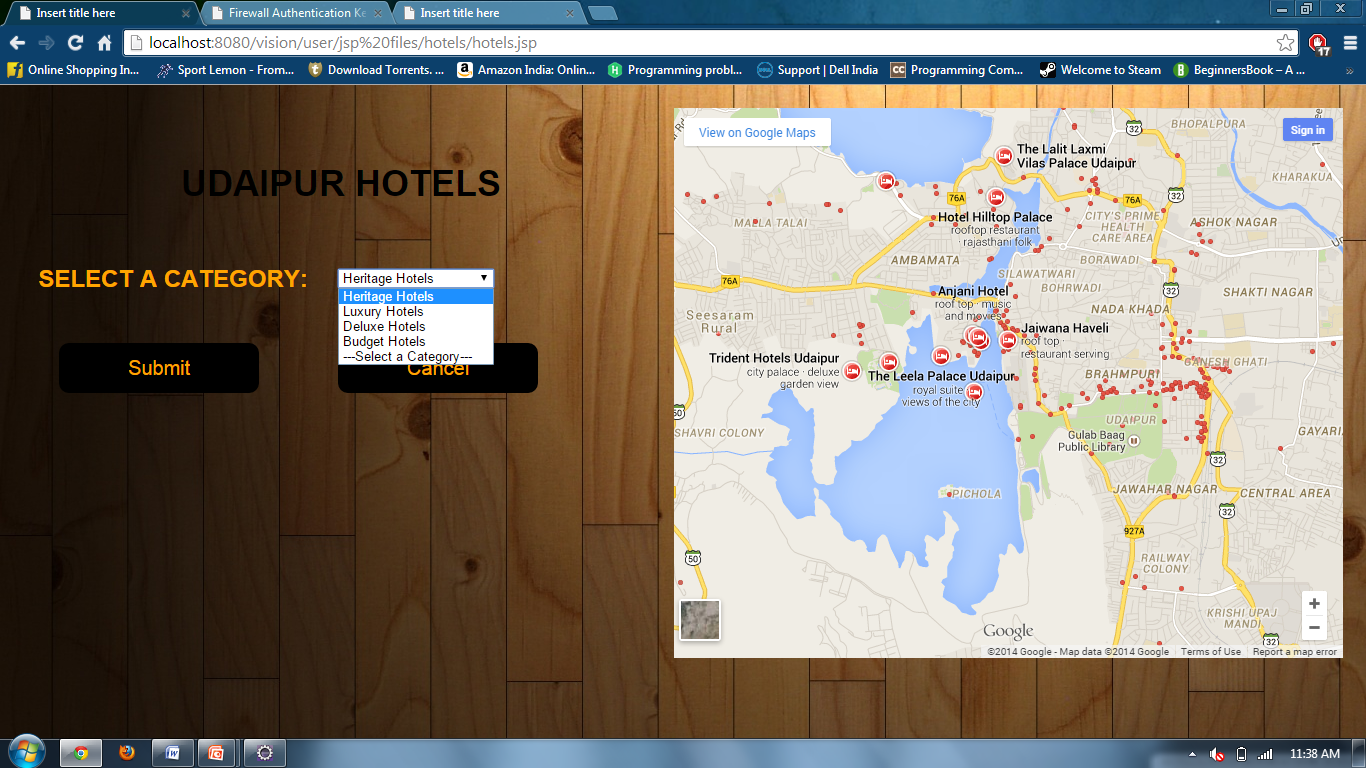 Insert title here
Firewall Authentication Ke
Insert title here
localhost:8080/vision/user/jsp%20files/hotels/hotels.jsp
17
Online Shopping In...
Sport Lemon - From...
Download Torrents. ...
Amazon India: Onlin...
Programming probl...
Support | Dell India
Programming Com...
Welcome to Steam
BeginnersBook – A ...
»
UDAIPUR HOTELS
SELECT A CATEGORY:
Heritage Hotels
Heritage Hotels
Luxury Hotels
Deluxe Hotels
Budget Hotels
---Select a Category---
Submit
Cancel
View on Google Maps
Sign in
32
BHOPALPURA
The Lalit Laxmi
Vilas Palace Udaipur
KHARAKUA
32
76A
76A
MALLA TALAI
Hotel Hilltop Palace
rooftop restaurant
· rajasthani folk
CITY'S PRIME
HEALTH
CARE AREA
ASHOK NAGAR
AMBAMATA
BORAWADI
SILAWATWARI
BOHRWADI
76A
Anjani Hotel
roof top · music
and movies
32
SHAKTI NAGAR
NADA KHADA
Seesaram
Rural
Jaiwana Haveli
roof top ·
restaurant serving
Trident Hotels Udaipur
city palace · deluxe
garden view
The Leela Palace Udaipur
royal suite
views of the city
GANESH GHATI
BRAHMPURI
50
SHAVRI COLONY
UDAIPUR
Gulab Baag
Public Library
GAYARI
32
PICHOLA
JAWAHAR NAGAR
CENTRAL AREA
32
927A
50
RAILWAY
COLONY
KRISHI UPAJ
MANDI
32
+
−
Google
©2014 Google - Map data ©2014 Google
Terms of Use
Report a map error
11:38 AM